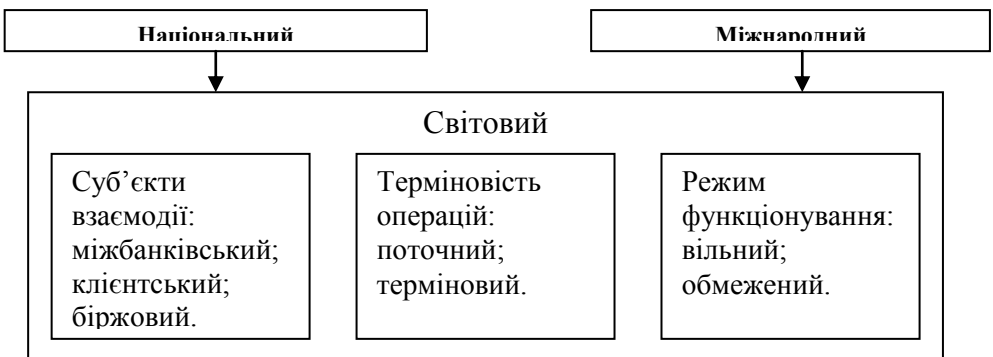 Національний
Міжнародний
Світовий
Суб’єкти
взаємодії:
міжбанківський;
клієнтський;
біржовий.
Терміновість
операцій:
поточний;
терміновий.
Режим
функціонування:
вільний;
обмежений.